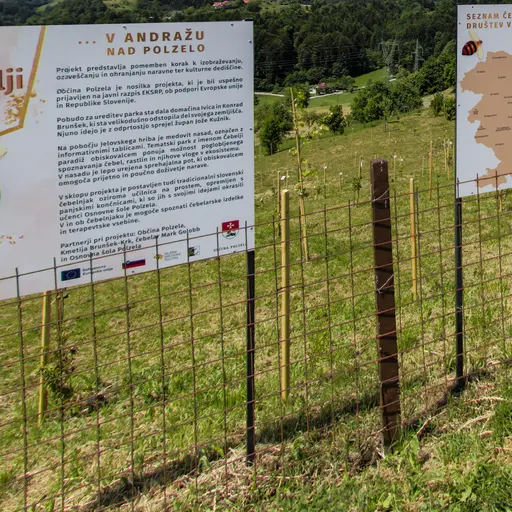 ... V ANDRAŽU
NAD POLZELO
Projekt predstavlja pomemben korak k izobraževanju,
ozaveščanju in ohranjanju naravne ter kulturne dediščine.
Občina Polzela je nosilka projekta, ki je bil uspešno
prijavljen na javni razpis EKSRP, ob podpori Evropske unije
in Republike Slovenije.
Pobudo za ureditev parka sta dala domačina Ivica in Konrad
Brunšek, ki sta velikodušno odstopila del svojega zemljišča.
Njuno idejo je z odprtostjo sprejel župan Jože Kužnik.
Na pobočju Jelovškega hriba je medovit nasad, označen z
informativnimi tablicami. Tematski park z imenom Čebelji
paradiž obiskovalcem ponuja možnost poglobljenega
spoznavanja čebel, rastlin in njihove vloge v ekosistemu.
V nasadu je lepo urejena sprehajalna pot, ki obiskovalcem
omogoča prijetno in poučno doživetje narave.
V sklopu projekta je postavljen tudi tradicionalni slovenski
čebelnjak oziroma učilnica na prostem, opremljen s
panjskimi končnicami, ki so jih s svojimi idejami okrasili
učenci Osnovne šole Polzela.
V in ob čebelnjaku je mogoče spoznati čebelarske izdelke
in terapevtske vsebine.
Partnerji pri projektu: Občina Polzela,
Kmetija Brunšek-Krk, čebelar Mark Golobb
in Osnovna šola Polzela
OBČINA
POLZELA
lji
SEZNAM ČE
DRUŠTEV V